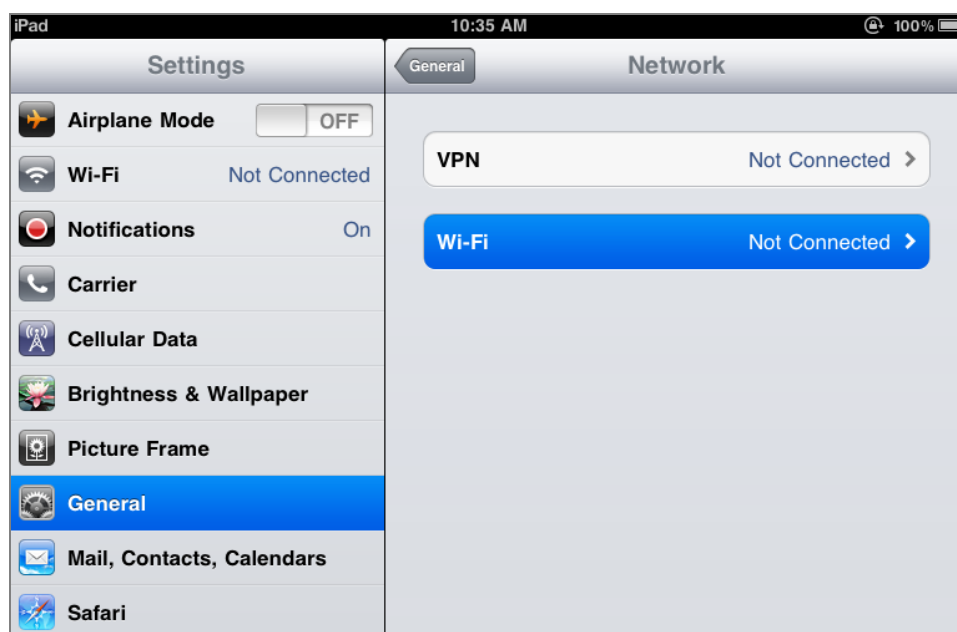 iPad 10:35 AM 100%
Settings
General Network
Airplane Mode OFF
Wi-Fi Not Connected
Notifications On
Carrier
Cellular Data
Brightness & Wallpaper
Picture Frame
General
Mail, Contacts, Calendars
Safari
VPN Not Connected
Wi-Fi Not Connected